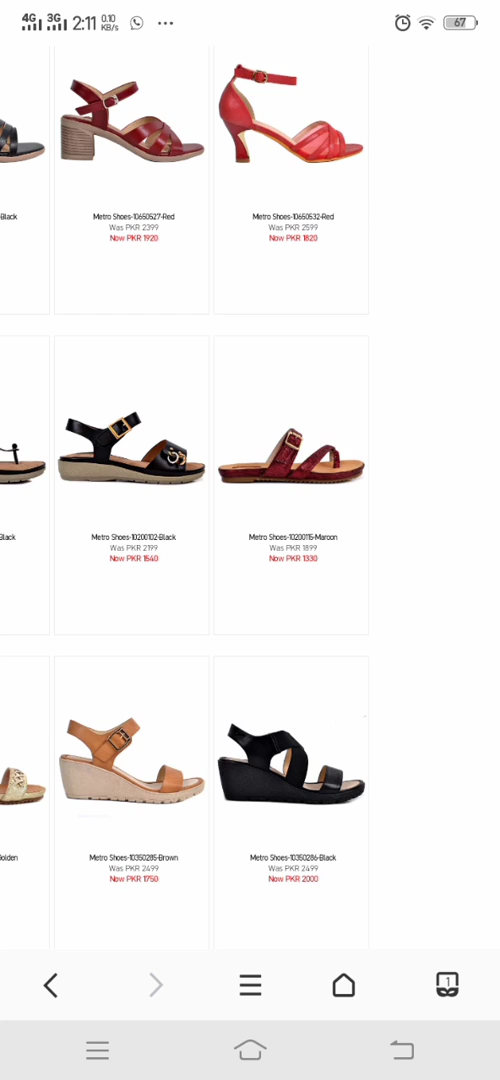 4G 3G 2:11 0.10 KB/s 67
Black
Metro Shoes-10650527-Red
Was PKR 2399
Now PKR 1920
Metro Shoes-10650532-Red
Was PKR 2599
Now PKR 1820
Black
Metro Shoes-10200102-Black
Was PKR 2199
Now PKR 1540
Metro Shoes-10200115-Maroon
Was PKR 1899
Now PKR 1330
olden
Metro Shoes-10350285-Brown
Was PKR 2499
Now PKR 1750
Metro Shoes-10350286-Black
Was PKR 2499
Now PKR 2000
1